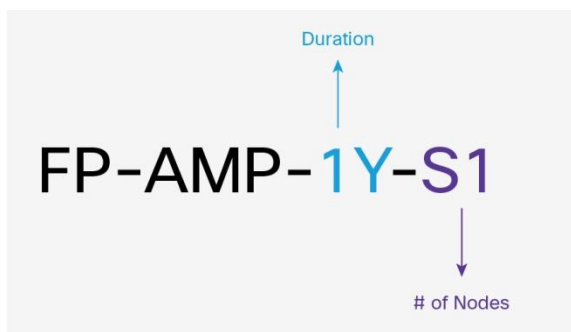 Duration
FP-AMP-1Y-S1
# of Nodes